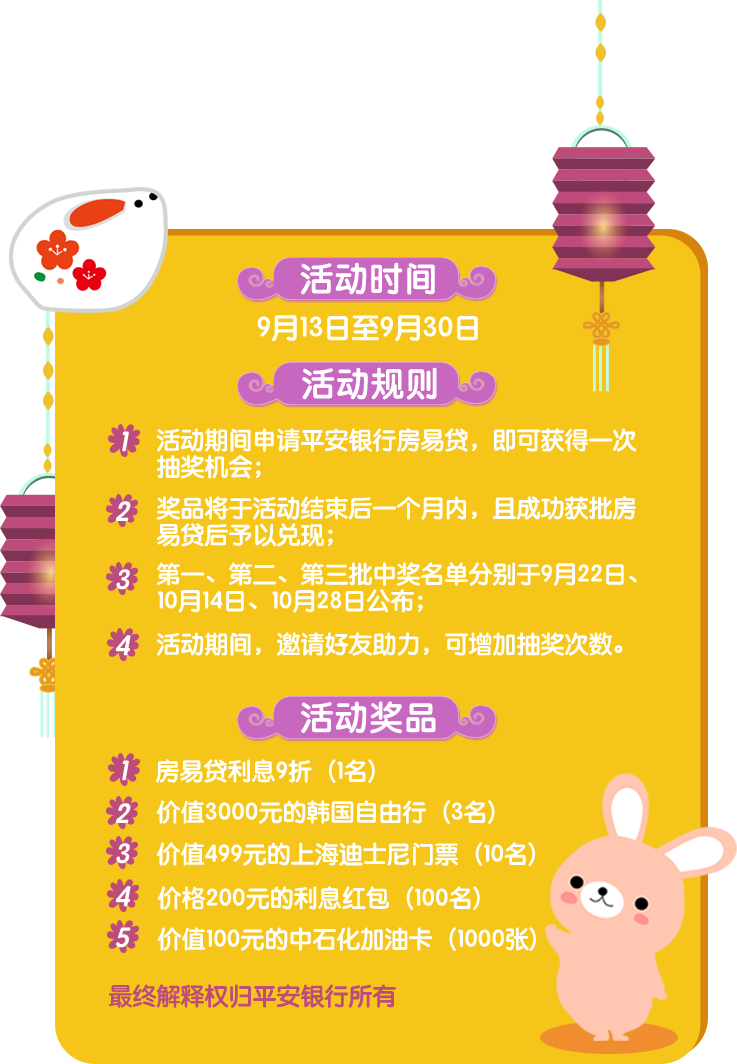 活动时间
9月13日至9月30日
活动规则
1 活动期间申请平安银行房易贷，即可获得一次
抽奖机会；
2 奖品将于活动结束后一个月内，且成功获批房
易贷后予以兑现；
3 第一、第二、第三批中奖名单分别于9月22日、
10月14日、10月28日公布；
4 活动期间，邀请好友助力，可增加抽奖次数。
活动奖品
1 房易贷利息9折（1名）
2 价值3000元的韩国自由行（3名）
3 价值499元的上海迪士尼门票（10名）
4 价格200元的利息红包（100名）
5 价值100元的中石化加油卡（1000张）
最终解释权归平安银行所有